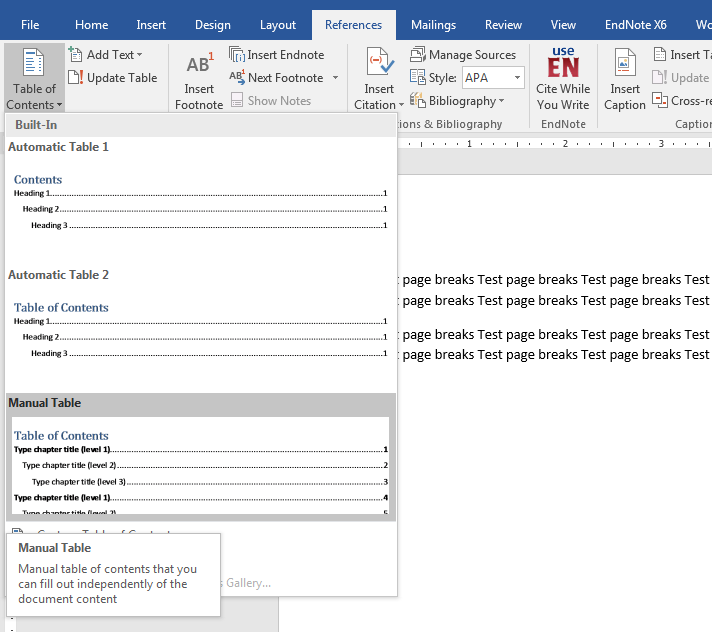 File Home Insert Design Layout References Mailings Review View EndNote X6
Table of Contents
Add Text
Update Table
AB1
Insert Footnote
Insert Endnote
AB1 Next Footnote
Show Notes
Insert Citation
Manage Sources
Style: APA
Bibliography
& Bibliography
use
EN
Cite While You Write
EndNote
Insert Caption
Insert
Update
1 2 3
Built-In
Automatic Table 1
Contents
Heading 1........1
Heading 2........1
Heading 3........1
Automatic Table 2
Table of Contents
Heading 1........1
Heading 2........1
Heading 3........1
Manual Table
Table of Contents
Type chapter title (level 1)........1
Type chapter title (level 2)........2
Type chapter title (level 3)........3
Type chapter title (level 1)........4
Type chapter title (level 2)........5
Gallery...
Manual Table
Manual table of contents that you
can fill out independently of the
document content
page breaks Test page breaks Test page breaks Test
page breaks Test page breaks Test page breaks Test
page breaks Test page breaks Test page breaks Test
page breaks Test page breaks Test page breaks Test